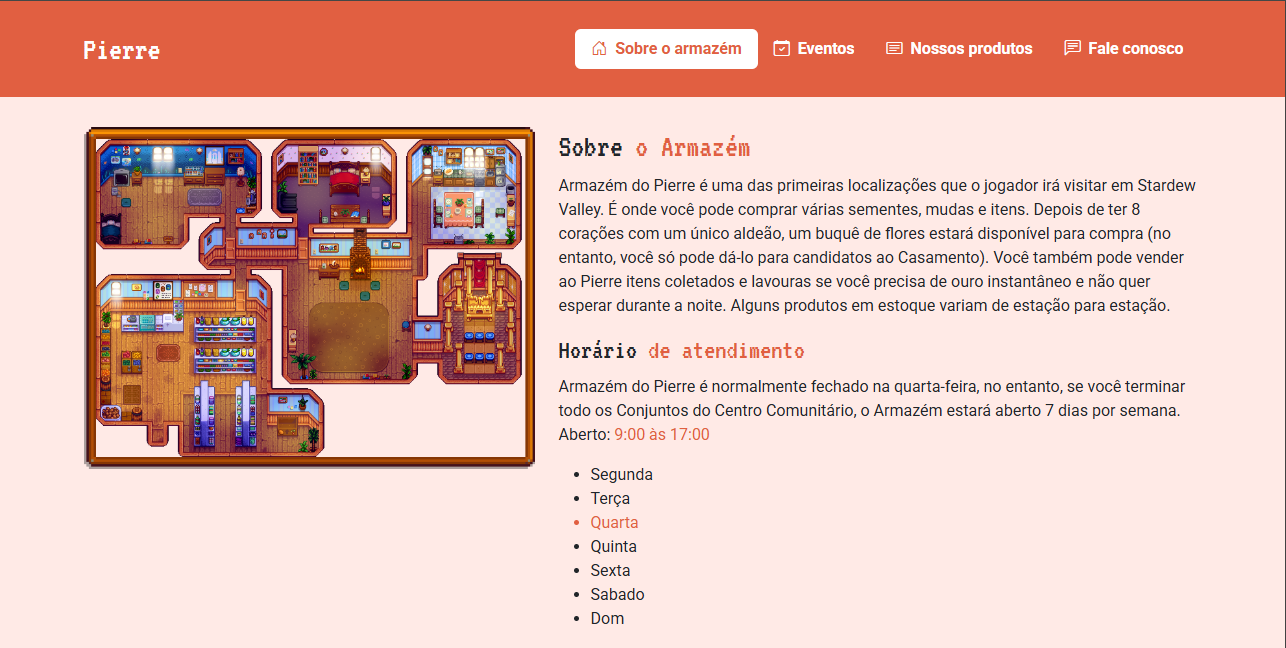 Pierre
Sobre o armazém
Eventos
Nossos produtos
Fale conosco
Sobre o Armazém
Armazém do Pierre é uma das primeiras localizações que o jogador irá visitar em Stardew
Valley. É onde você pode comprar várias sementes, mudas e itens. Depois de ter 8
corações com um único aldeão, um buquê de flores estará disponível para compra (no
entanto, você só pode dá-lo para candidatos ao Casamento). Você também pode vender
ao Pierre itens coletados e lavouras se você precisa de ouro instantâneo e não quer
esperar durante a noite. Alguns produtos em estoque variam de estação para estação.
Horário de atendimento
Armazém do Pierre é normalmente fechado na quarta-feira, no entanto, se você terminar
todo os Conjuntos do Centro Comunitário, o Armazém estará aberto 7 dias por semana.
Aberto: 9:00 às 17:00
Segunda
Terça
Quarta
Quinta
Sexta
Sabado
Dom